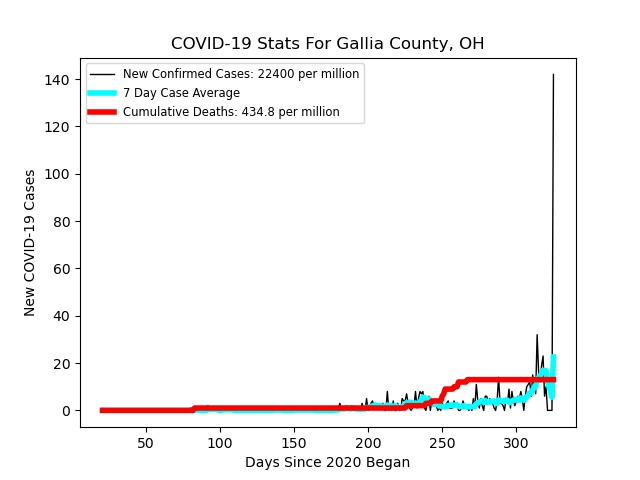 COVID-19 Stats For Gallia County, OH
New Confirmed Cases: 22400 per million
7 Day Case Average
Cumulative Deaths: 434.8 per million
New COVID-19 Cases
140
120
100
80
60
40
20
0
50 100 150 200 250 300
Days Since 2020 Began